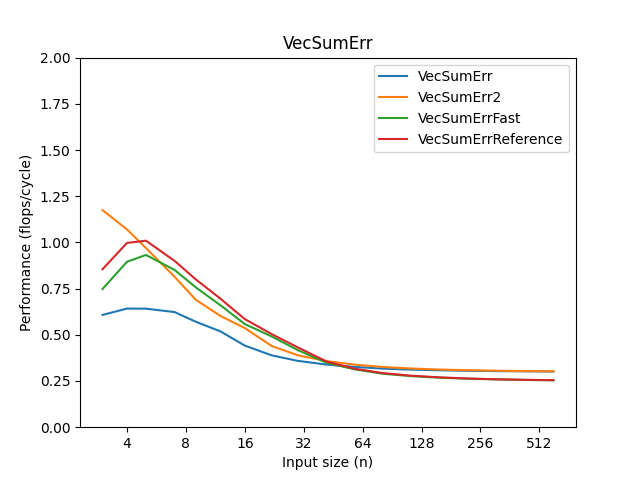 VecSumErr
2.00
1.75
1.50
1.25
1.00
0.75
0.50
0.25
0.00
Performance (flops/cycle)
VecSumErr
VecSumErr2
VecSumErrFast
VecSumErrReference
4 8 16 32 64 128 256 512
Input size (n)